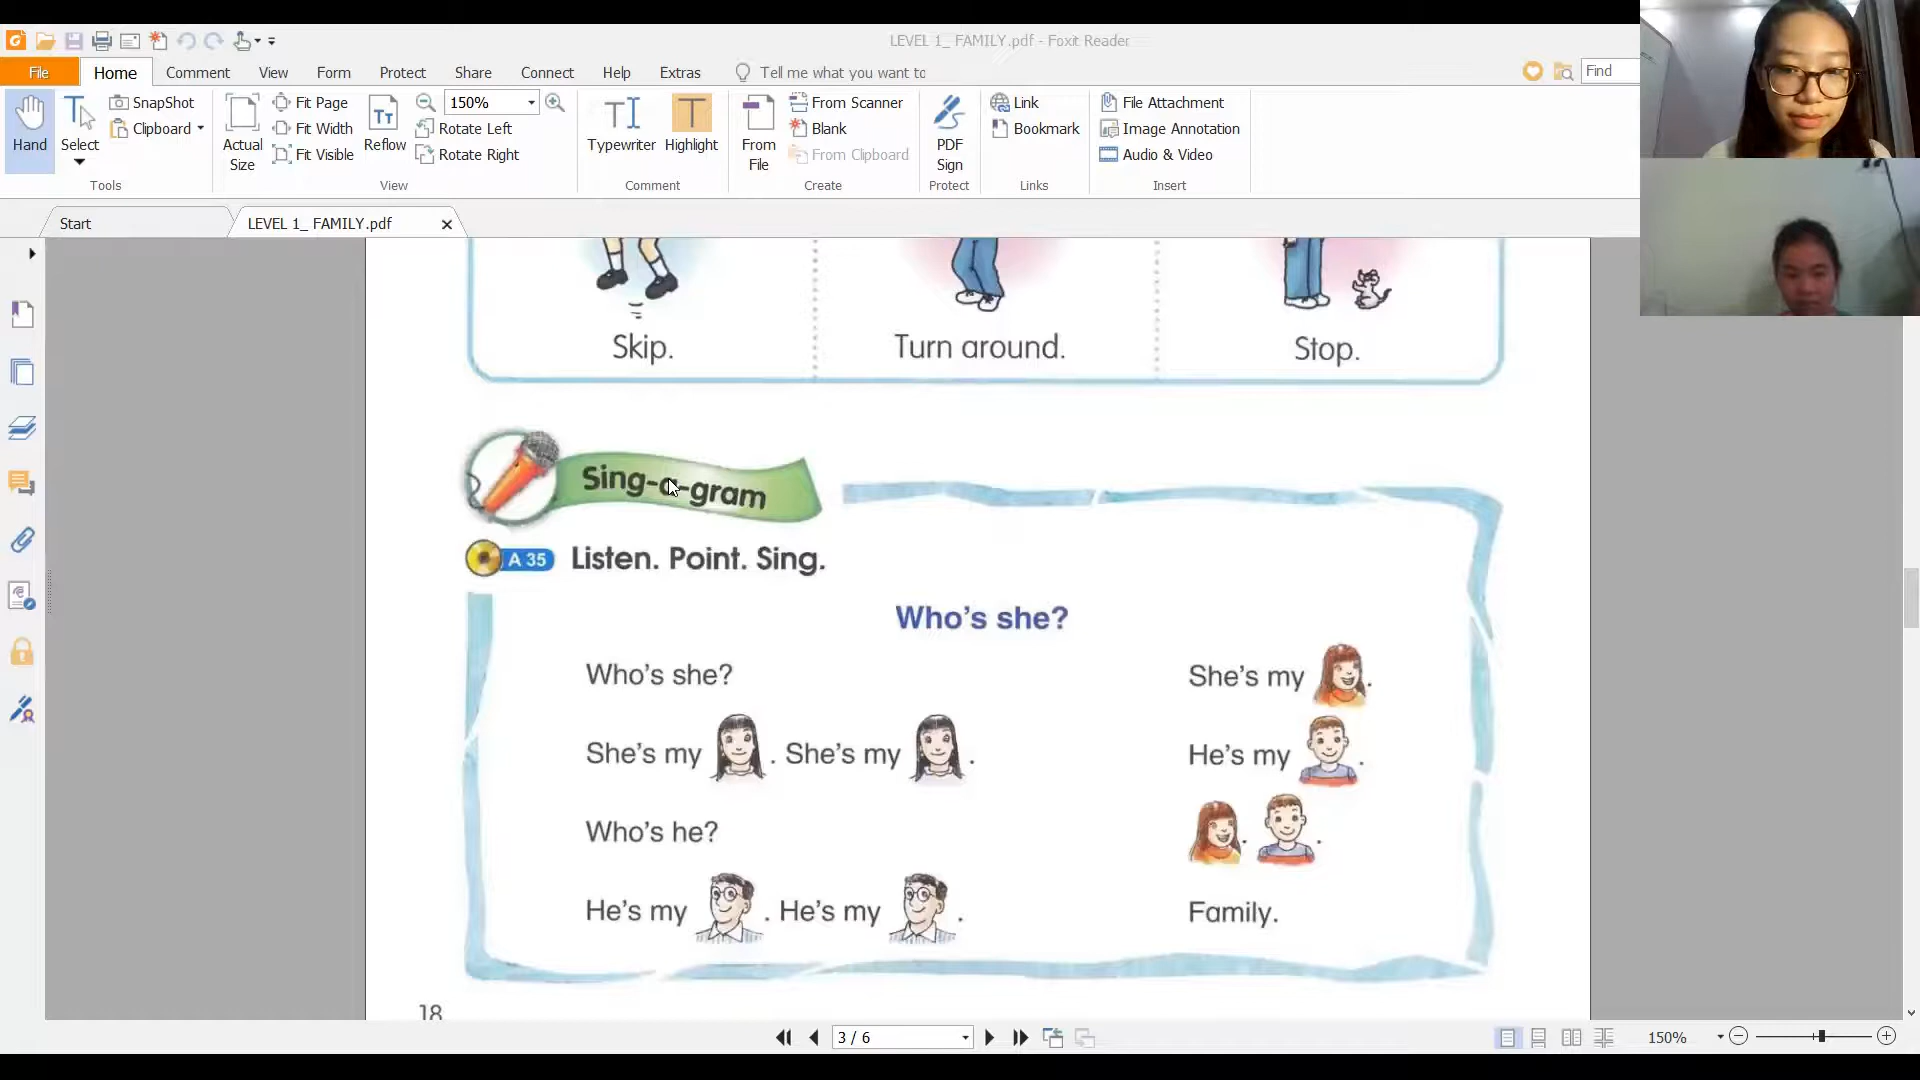 LEVEL 1_ FAMILY.pdf - Foxit Reader
File Home Comment View Form Protect Share Connect Help Extras Tell me what you want to Find
Hand
Select
SnapShot
Clipboard
Tools
Actual Size
Fit Page
Fit Width
Fit Visible
Reflow
150%
Rotate Left
Rotate Right
View
Typewriter
Highlight
Comment
From File
From Scanner
Blank
From Clipboard
Create
PDF Sign
Protect
Link
Bookmark
Links
File Attachment
Image Annotation
Audio & Video
Insert
Start LEVEL 1_ FAMILY.pdf
Skip. Turn around. Stop.
Sing-a-gram
A 35 Listen. Point. Sing.
Who's she?
Who's she?
She's my . She's my .
Who's he?
He's my . He's my .
She's my .
He's my .
. .
Family.
18
3 / 6
150%